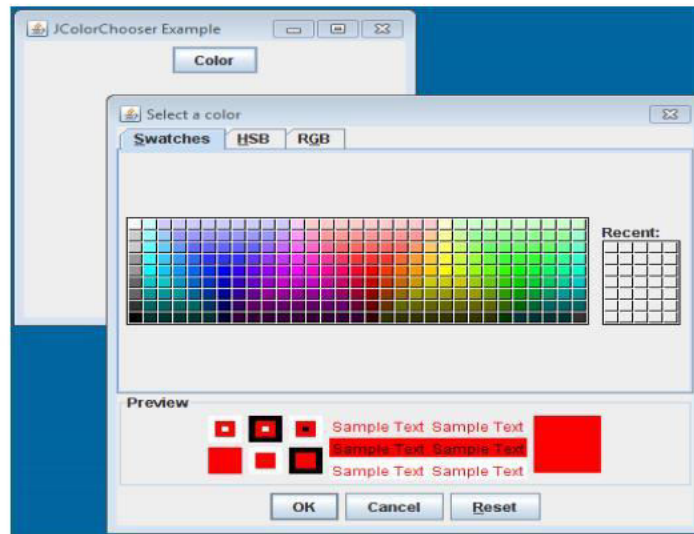 JColorChooser Example
Color
Select a color
Swatches HSB RGB
Recent:
Preview
Sample Text Sample Text
Sample Text Sample Text
Sample Text Sample Text
OK Cancel Reset